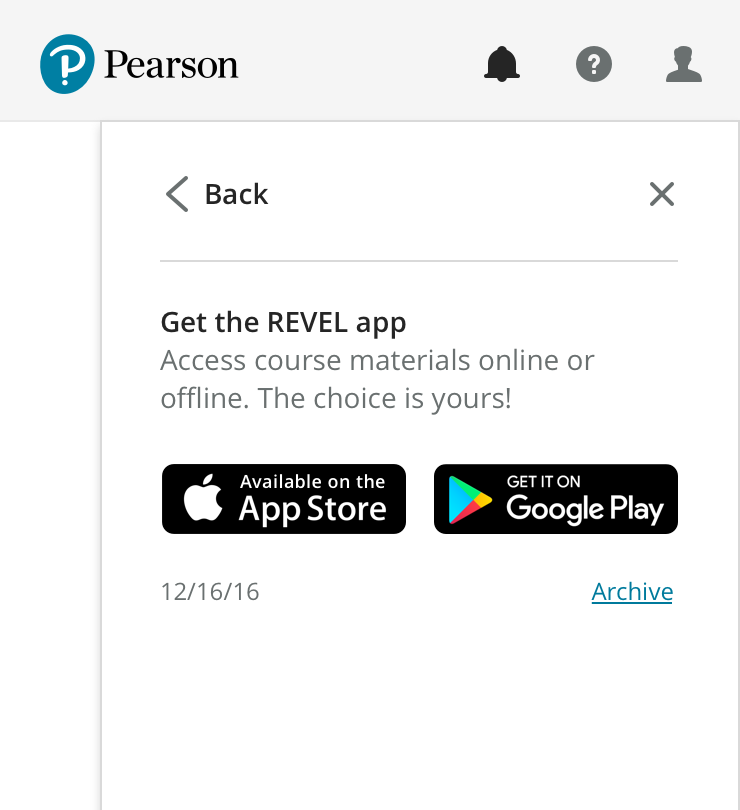 Pearson
Back
Get the REVEL app
Access course materials online or
offline. The choice is yours!
Available on the
App Store
GET IT ON
Google Play
12/16/16
Archive